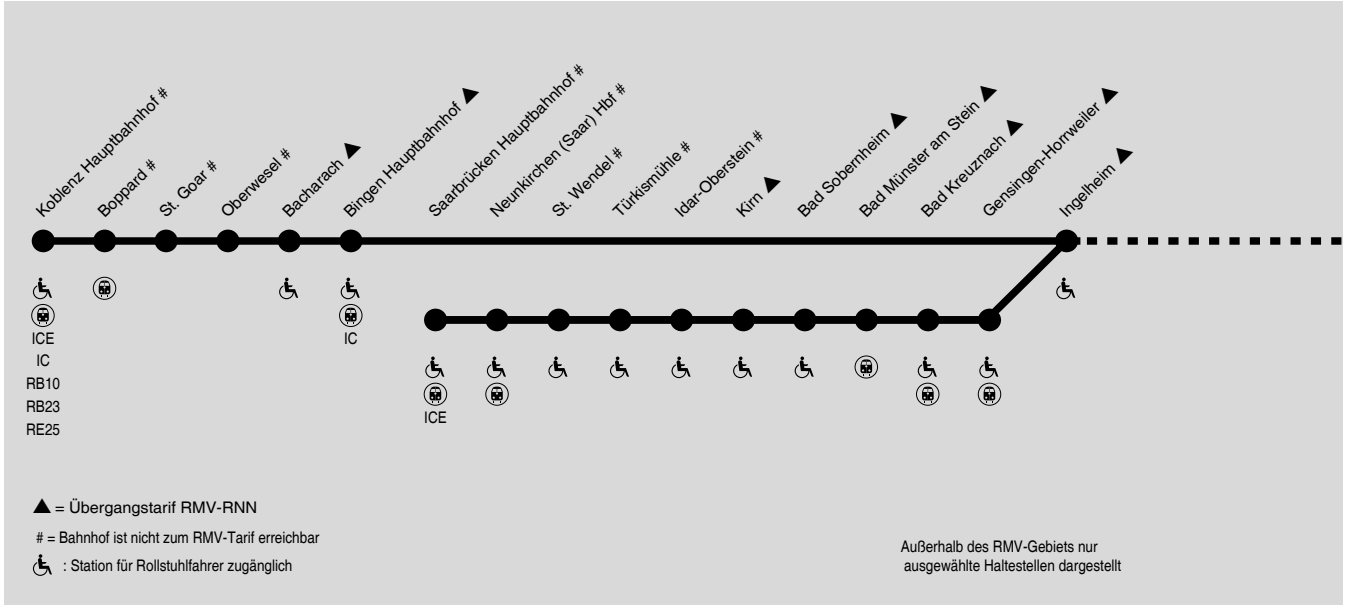 Koblenz Hauptbahnhof #
Boppard #
St. Goar #
Oberwesel #
Bacharach
Bingen Hauptbahnhof
Saarbrücken Hauptbahnhof #
Neunkirchen (Saar) Hbf #
St. Wendel #
Türkismühle #
Idar-Oberstein #
Kirn
Bad Sobernheim
Bad Münster am Stein
Bad Kreuznach
Gensingen-Horrweiler
Ingelheim
ICE
IC
RB10
RB23
RE25
IC
ICE
▲ = Übergangstarif RMV-RNN
# = Bahnhof ist nicht zum RMV-Tarif erreichbar
: Station für Rollstuhlfahrer zugänglich
Außerhalb des RMV-Gebiets nur
ausgewählte Haltestellen dargestellt